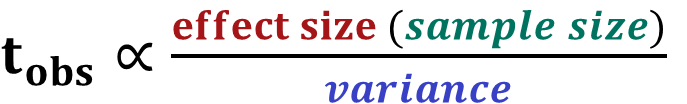 t_obs ∝ effect size (sample size) / variance